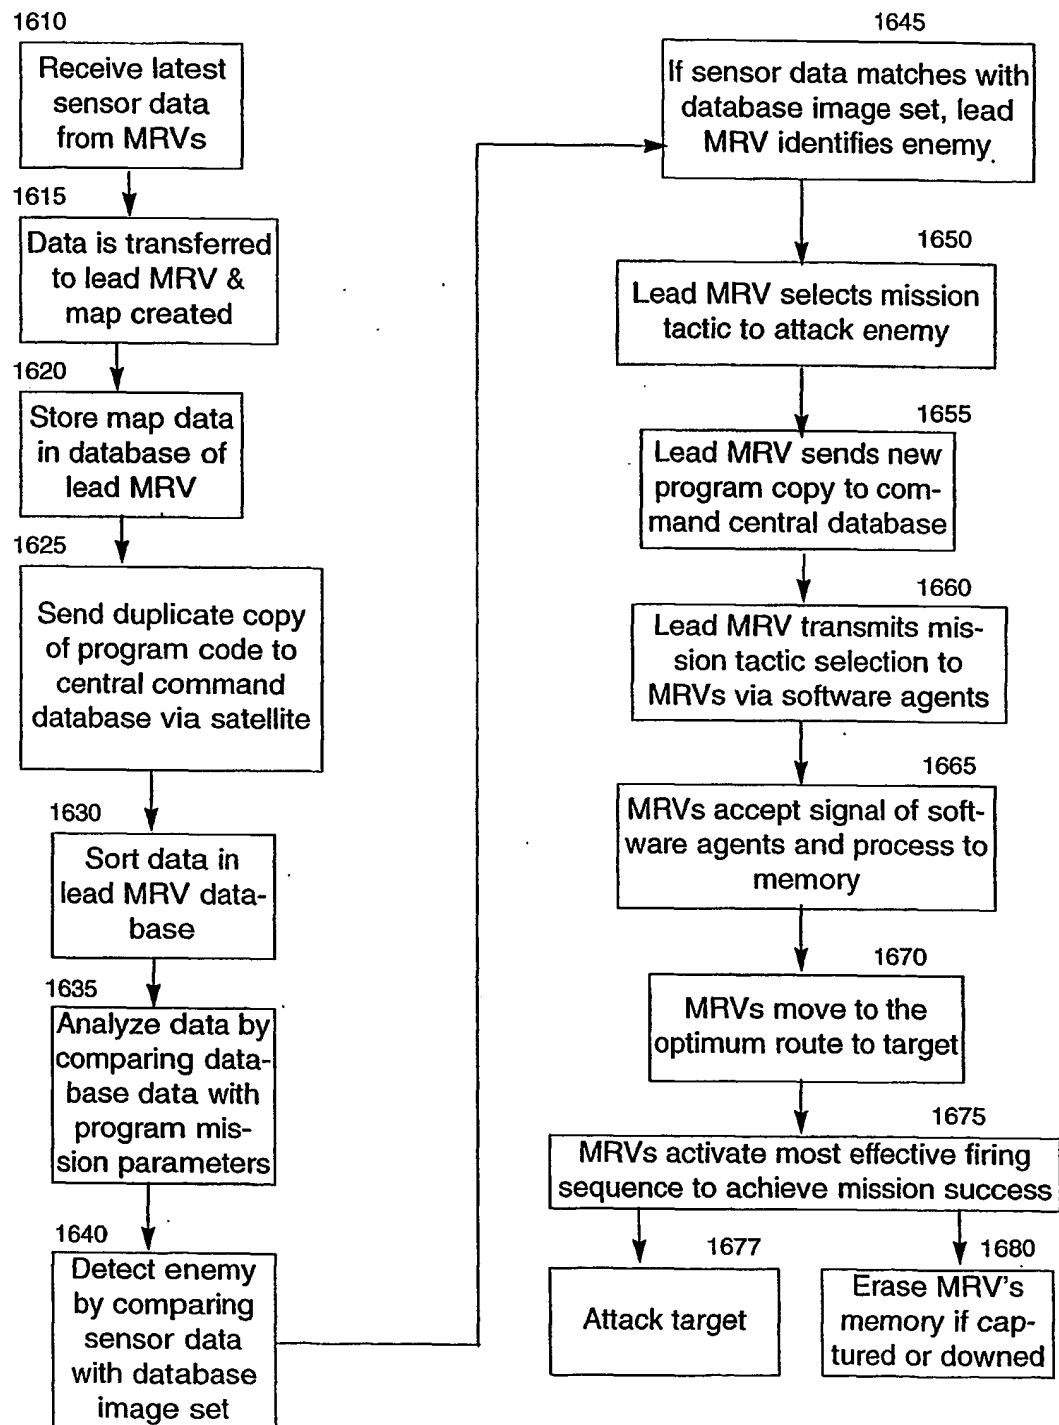 1610
Receive latest
sensor data
from MRVs
1615
Data is transferred
to lead MRV &
map created
1620
Store map data
in database of
lead MRV
1625
Send duplicate copy
of program code to
central command
database via satellite
1630
Sort data in
lead MRV data-
base
1635
Analyze data by
comparing data-
base data with
program mis-
sion parameters
1640
Detect enemy
by comparing
sensor data
with database
image set
1645
If sensor data matches with
database image set, lead
MRV identifies enemy.
1650
Lead MRV selects mission
tactic to attack enemy
1655
Lead MRV sends new
program copy to com-
mand central database
1660
Lead MRV transmits mis-
sion tactic selection to
MRVs via software agents
1665
MRVs accept signal of soft-
ware agents and process to
memory
1670
MRVs move to the
optimum route to target
1675
MRVs activate most effective firing
sequence to achieve mission success
1677
Attack target
1680
Erase MRV's
memory if cap-
tured or downed